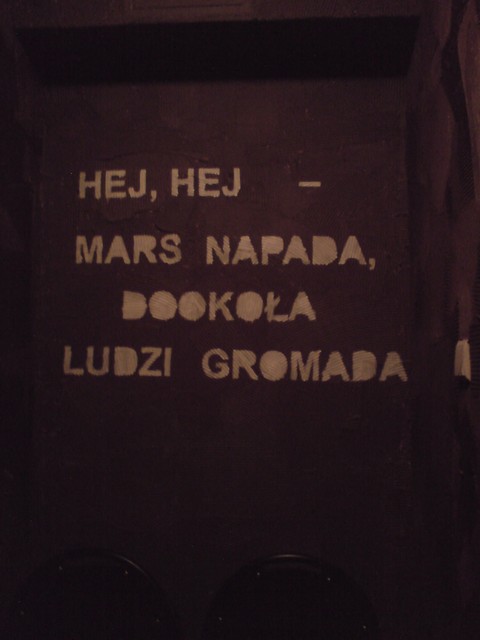 HEJ, HEJ –
MARS NAPADA,
DOOKOŁA
LUDZI GROMADA